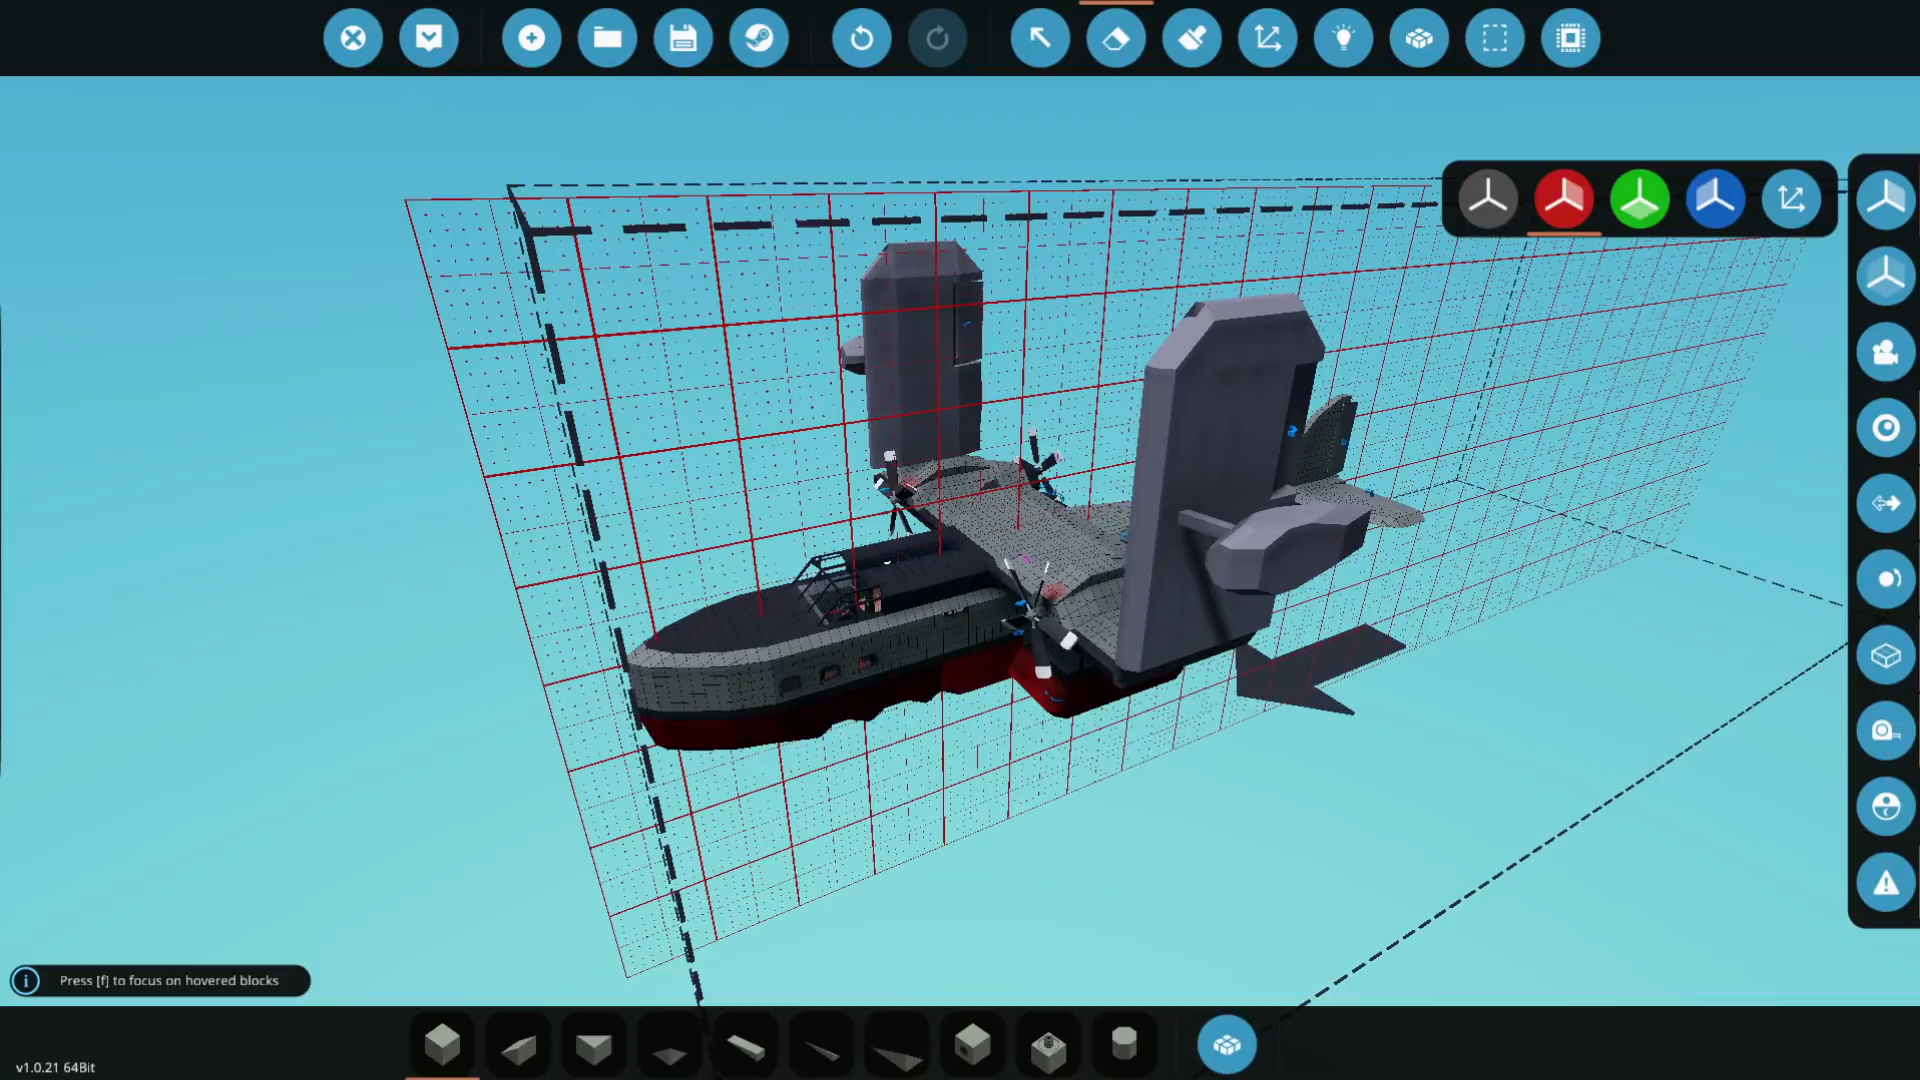 Press [f] to focus on hovered blocks
v1.0.21 64Bit